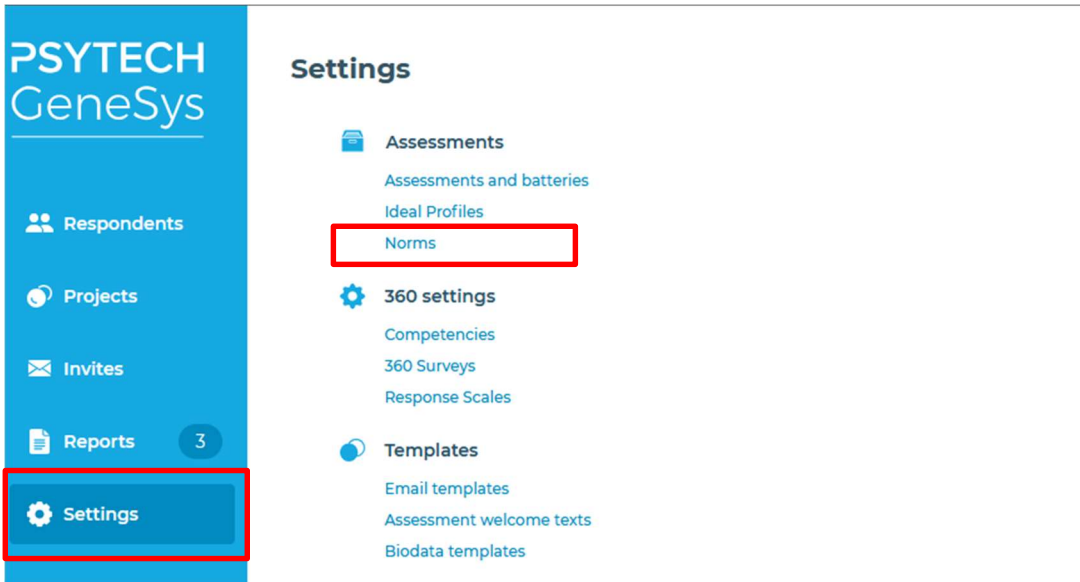 PSYTECH
GeneSys
Respondents
Projects
Invites
Reports 3
Settings
Settings
Assessments
Assessments and batteries
Ideal Profiles
Norms
360 settings
Competencies
360 Surveys
Response Scales
Templates
Email templates
Assessment welcome texts
Biodata templates